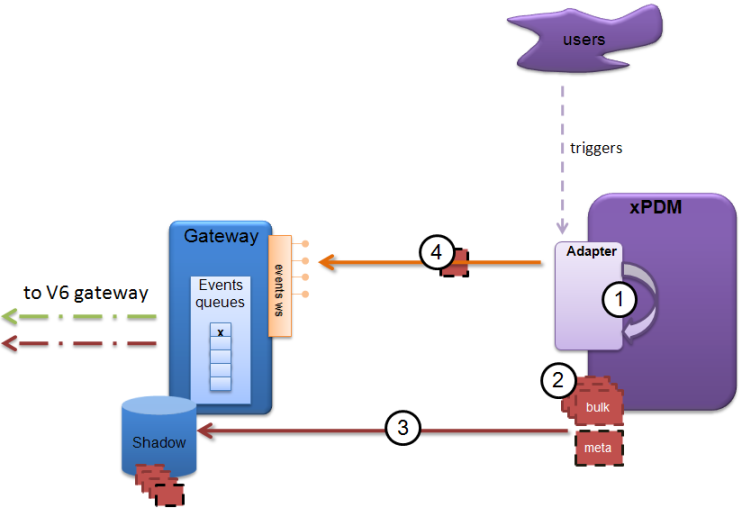 users
triggers
xPDM
Adapter
Gateway
4
events ws
to V6 gateway
Events
queues
1
x
2
bulk
3
Shadow
meta